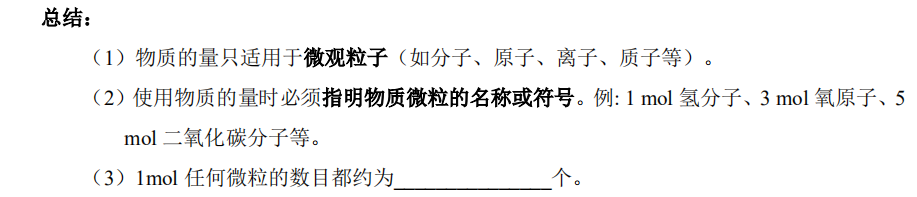 总结：
（1）物质的量只适用于微观粒子（如分子、原子、离子、质子等）。
（2）使用物质的量时必须指明物质微粒的名称或符号。例: 1 mol 氢分子、3 mol 氧原子、5
mol 二氧化碳分子等。
（3）1mol 任何微粒的数目都约为_______________个。